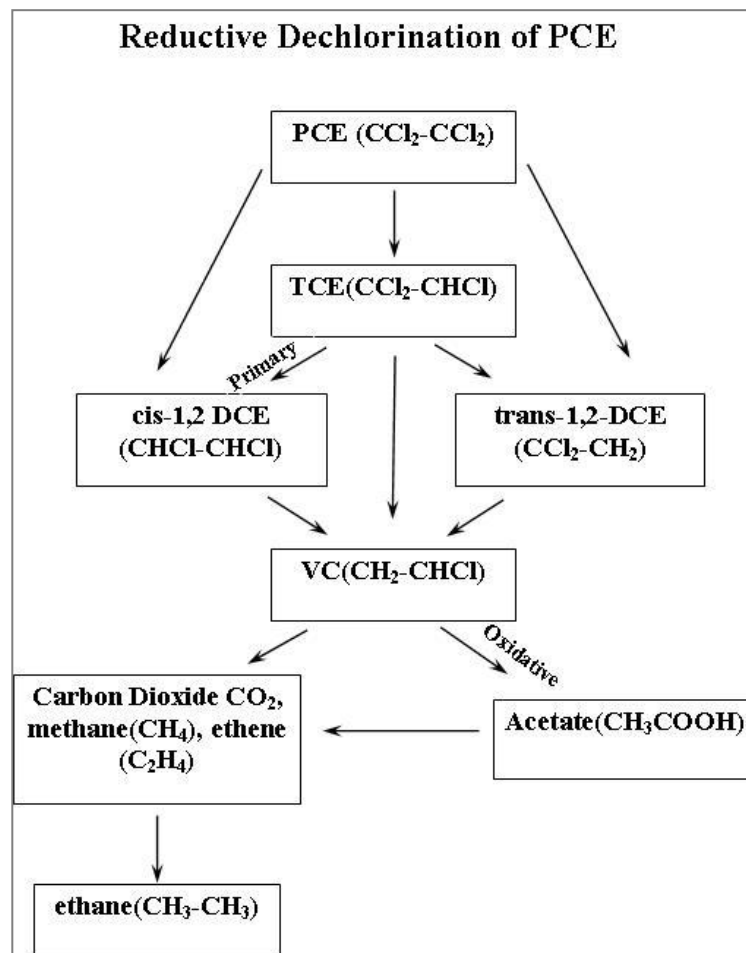 Reductive Dechlorination of PCE
PCE (CCl₂-CCl₂)
TCE(CCl₂-CHCl)
Primary
cis-1,2 DCE
(CHCl-CHCl)
trans-1,2-DCE
(CCl₂-CH₂)
VC(CH₂-CHCl)
Oxidative
Carbon Dioxide CO₂,
methane(CH₄), ethene
(C₂H₄)
Acetate(CH₃COOH)
ethane(CH₃-CH₃)